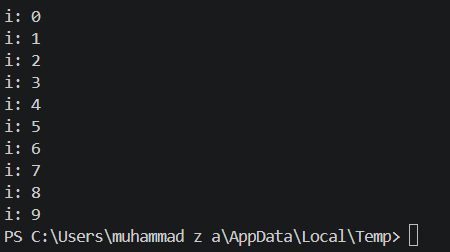 i: 0
i: 1
i: 2
i: 3
i: 4
i: 5
i: 6
i: 7
i: 8
i: 9
PS C:\Users\muhammad z a\AppData\Local\Temp>